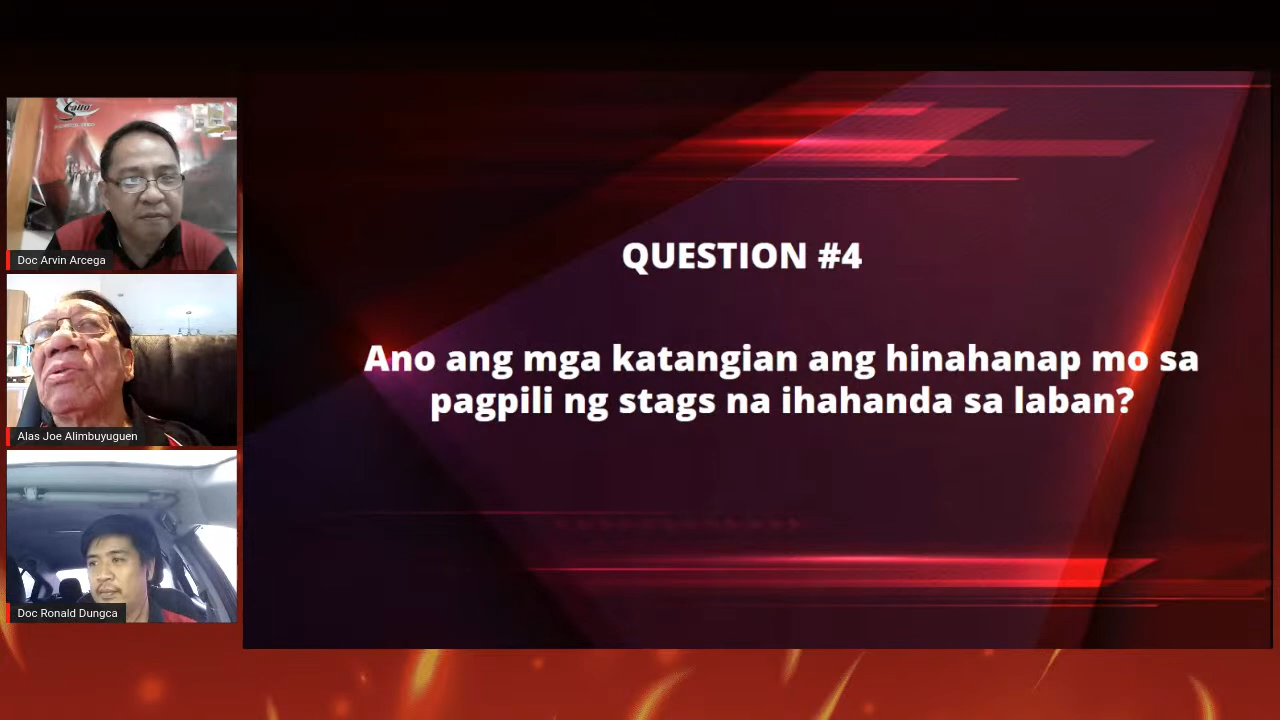 Salto
Doc Arvin Arcega
Alas Joe Alimbuyuguen
Doc Ronald Dungca
QUESTION #4
Ano ang mga katangian ang hinahanap mo sa
pagpili ng stags na ihahanda sa laban?